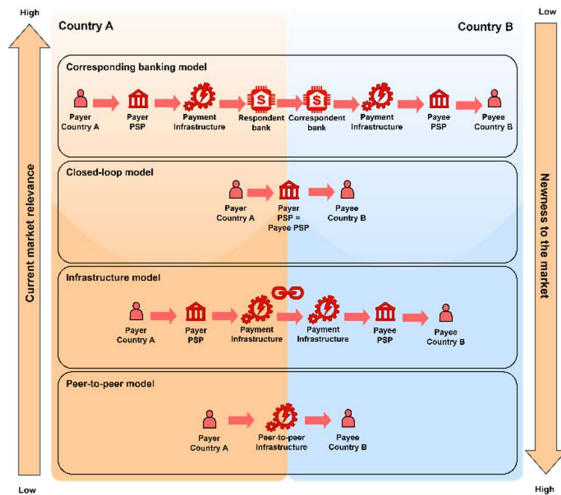 High
Low
Country A
Country B
Corresponding banking model
Payer
Country A
Payer
PSP
Payment
Infrastructure
Respondent
bank
Correspondent
bank
Payment
Infrastructure
Payee
PSP
Payee
Country B
Closed-loop model
Payer
Country A
Payer
PSP =
Payee PSP
Payee
Country B
Infrastructure model
Payer
Country A
Payer
PSP
Payment
Infrastructure
Payment
Infrastructure
Payee
PSP
Payee
Country B
Peer-to-peer model
Payer
Country A
Peer-to-peer
Infrastructure
Payee
Country B
Current market relevance
Newness to the market
Low
High